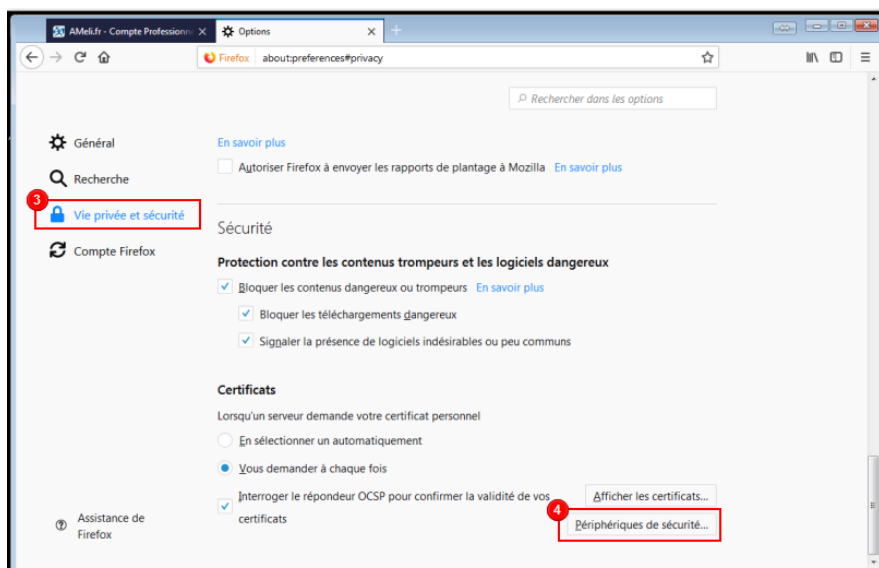 AMeli.fr - Compte Professionn
Options
Firefox about:preferences#privacy
Rechercher dans les options
Général
Recherche
3
Vie privée et sécurité
Compte Firefox
Assistance de
Firefox
En savoir plus
Autoriser Firefox à envoyer les rapports de plantage à Mozilla En savoir plus
Sécurité
Protection contre les contenus trompeurs et les logiciels dangereux
Bloquer les contenus dangereux ou trompeurs En savoir plus
Bloquer les téléchargements dangereux
Signaler la présence de logiciels indésirables ou peu communs
Certificats
Lorsqu'un serveur demande votre certificat personnel
En sélectionner un automatiquement
Vous demander à chaque fois
Interroger le répondeur OCSP pour confirmer la validité de vos
certificats
Afficher les certificats...
4
Périphériques de sécurité...